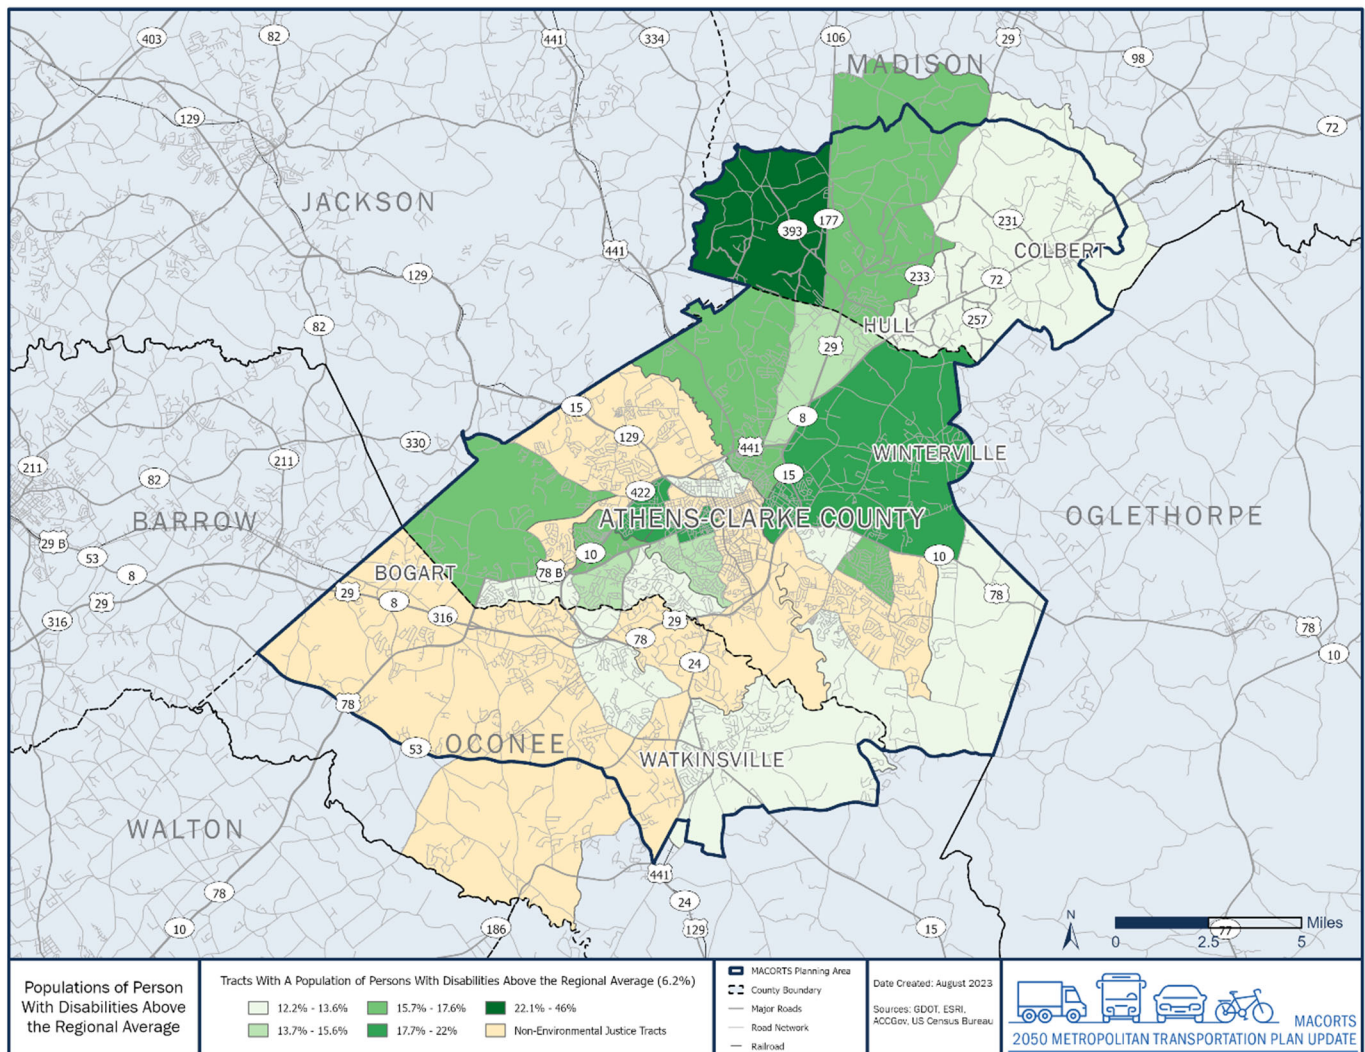 403
82
441
334
106
29
98
MADISON
129
72
JACKSON
393
177
231
441
COLBERT
129
233
72
257
82
HULL
29
15
8
129
330
441
WINTERVILLE
211
211
15
82
422
BARROW
ATHENS-CLARKE COUNTY
OGLETHORPE
29 B
10
10
53
8
BOGART
78 B
29
8
78
29
316
316
29
78
78
10
24
78
53
OCONEE
WATKINSVILLE
WALTON
441
78
24
10
186
129
15
77
N
Miles
0
2.5
5
Populations of Person
With Disabilities Above
the Regional Average
Tracts With A Population of Persons With Disabilities Above the Regional Average (6.2%)
12.2% - 13.6%
15.7% - 17.6%
22.1% - 46%
13.7% - 15.6%
17.7% - 22%
Non-Environmental Justice Tracts
MACORTS Planning Area
County Boundary
Major Roads
Road Network
Railroad
Date Created: August 2023
Sources: GDOT, ESRI,
ACCGov, US Census Bureau
MACORTS
2050 METROPOLITAN TRANSPORTATION PLAN UPDATE